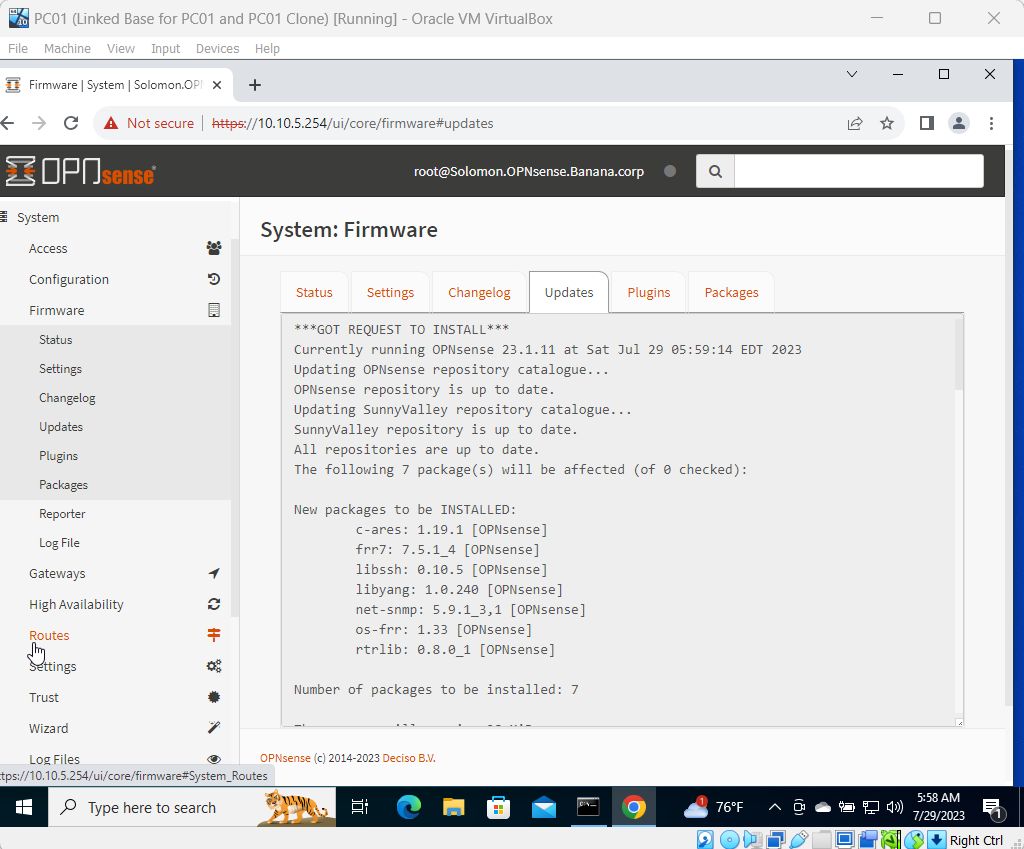 PC01 (Linked Base for PC01 and PC01 Clone) [Running] - Oracle VM VirtualBox
File Machine View Input Devices Help
Firmware | System | Solomon.OPN
Not secure https://10.10.5.254/ui/core/firmware#updates
OPNsense
root@Solomon.OPNsense.Banana.corp
System
Access
Configuration
Firmware
Status
Settings
Changelog
Updates
Plugins
Packages
Reporter
Log File
Gateways
High Availability
Routes
Settings
Trust
Wizard
Log Files
System: Firmware
Status Settings Changelog Updates Plugins Packages
***GOT REQUEST TO INSTALL***
Currently running OPNsense 23.1.11 at Sat Jul 29 05:59:14 EDT 2023
Updating OPNsense repository catalogue...
OPNsense repository is up to date.
Updating SunnyValley repository catalogue...
SunnyValley repository is up to date.
All repositories are up to date.
The following 7 package(s) will be affected (of 0 checked):
New packages to be INSTALLED:
c-ares: 1.19.1 [OPNsense]
frr7: 7.5.1_4 [OPNsense]
libssh: 0.10.5 [OPNsense]
libyang: 1.0.240 [OPNsense]
net-snmp: 5.9.1_3,1 [OPNsense]
os-frr: 1.33 [OPNsense]
rtrlib: 0.8.0_1 [OPNsense]
Number of packages to be installed: 7
OPNsense (c) 2014-2023 Deciso B.V.
ttps://10.10.5.254/ui/core/firmware#System_Routes
Type here to search
1
76°F
5:58 AM
7/29/2023
1
Right Ctrl